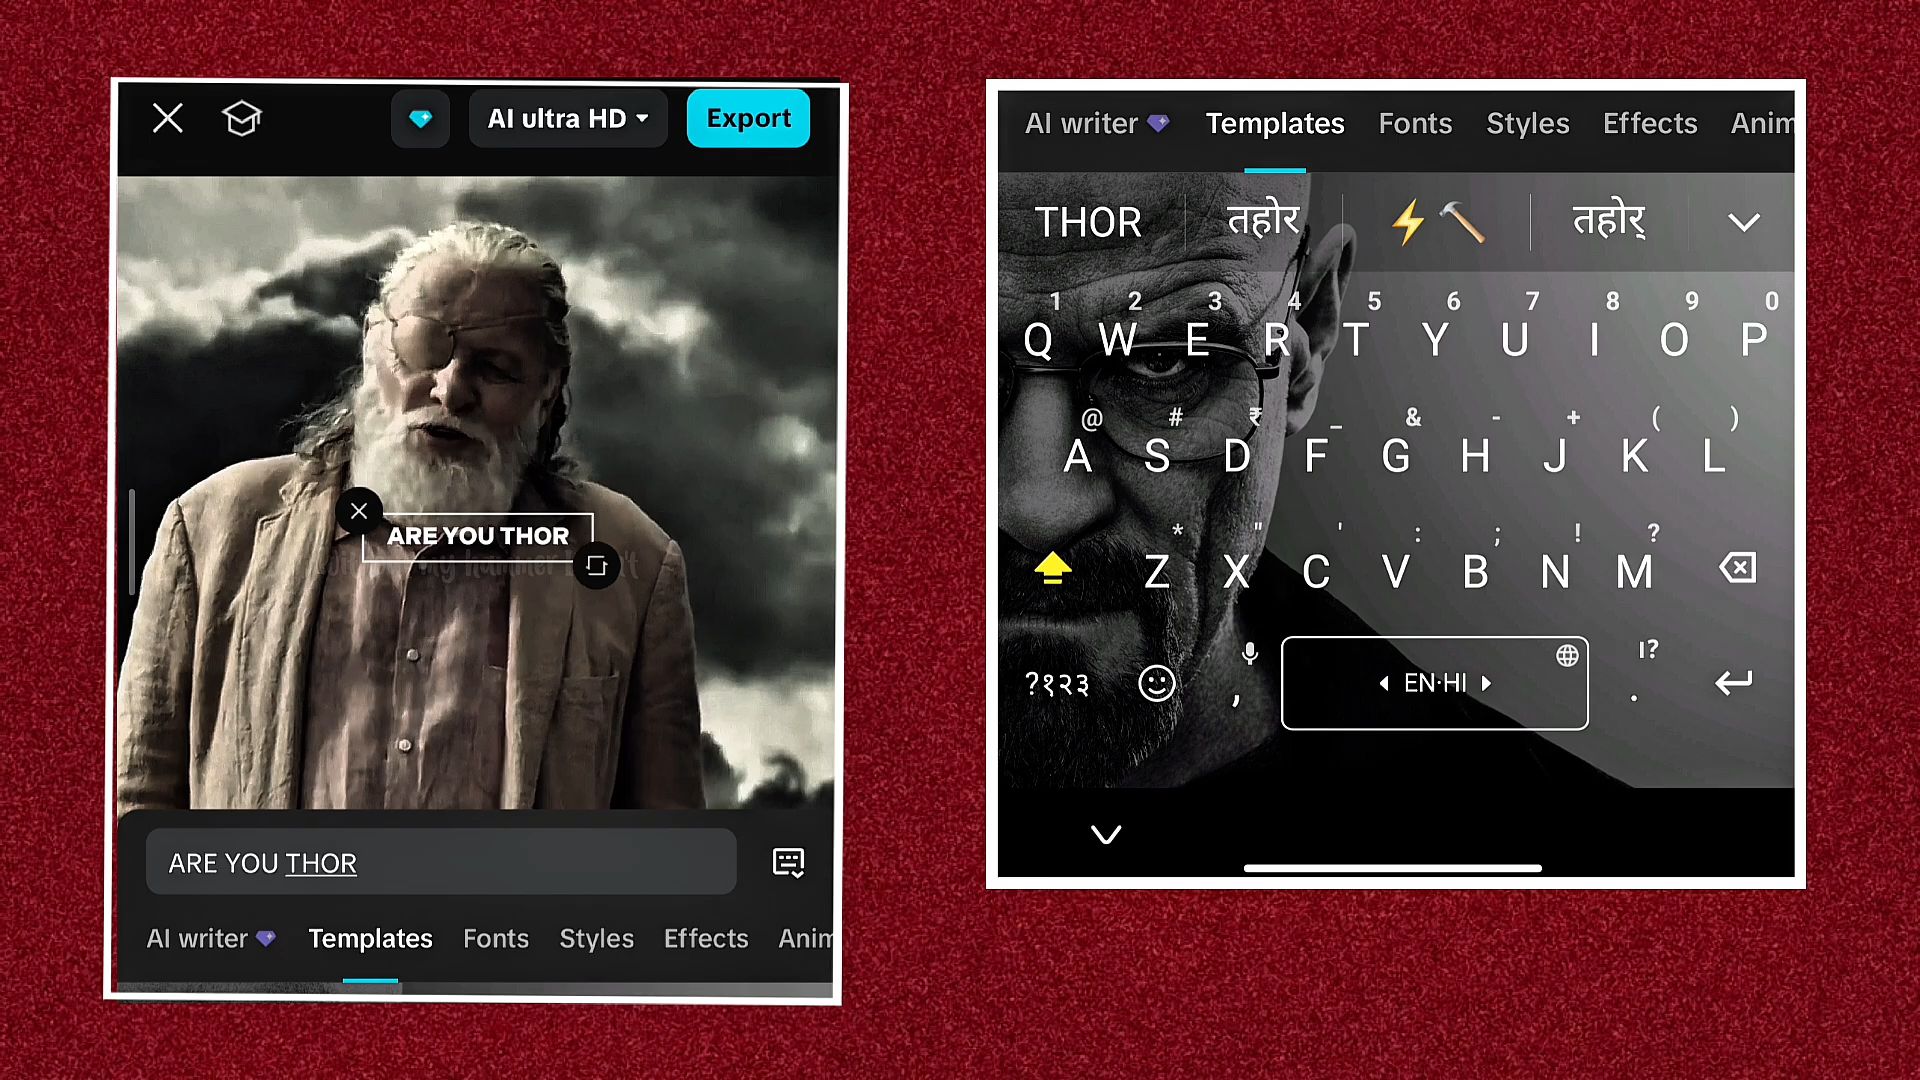 AI ultra HD
Export
ARE YOU THOR
ARE YOU THOR
AI writer Templates Fonts Styles Effects Anim
AI writer Templates Fonts Styles Effects Anim
THOR तहोर ⚡🔨 तहोर्
1 2 3 4 5 6 7 8 9 0
Q W E R T Y U I O P
@ # ₹ _ & - + ( )
A S D F G H J K L
* " ' : ; ! ?
Z X C V B N M
?१२३ , EN·HI . ।?